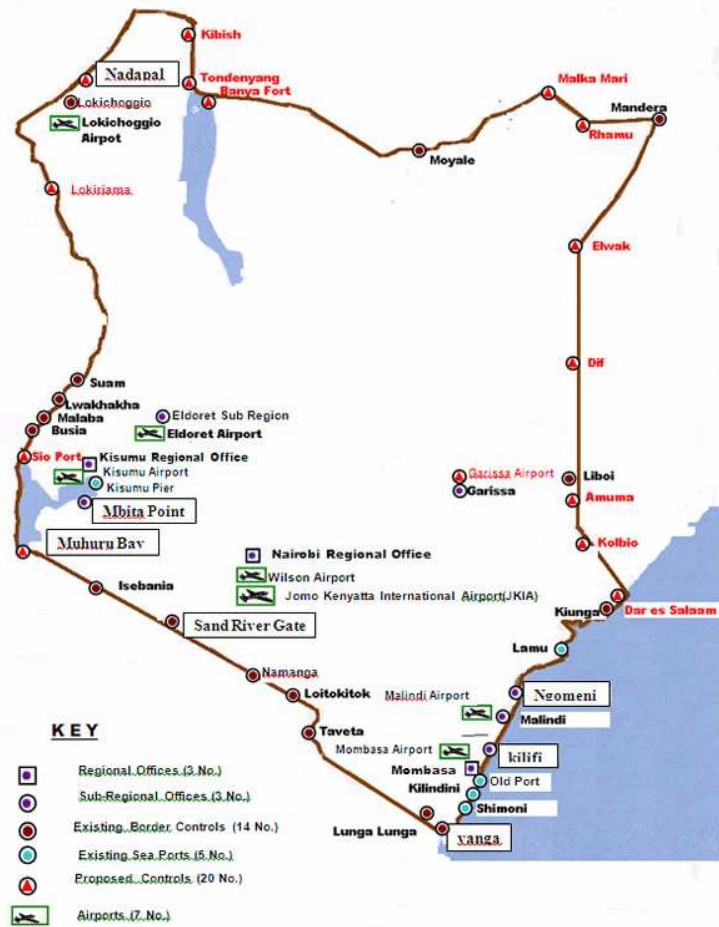 Kibish
Nadapal
Tondenyang
Banya Fort
Malka Mari
Lokichoggio
Mandera
Lokichoggio
Airpot
Rhamu
Moyale
Lokiriama
Elwak
Dif
Suam
Lwakhakha
Malaba
Busia
Eldoret Sub Region
Eldoret Airport
Sio Port
Kisumu Regional Office
Kisumu Airport
Kisumu Pier
Garissa Airport
Garissa
Liboi
Amuma
Mbita Point
Muhuru Bav
Kolbio
Nairobi Regional Office
Wilson Airport
Jomo Kenyatta International Airport(JKIA)
Isebania
Kiunga
Dar es Salaam
Sand River Gate
Lamu
Namanga
Loitokitok
Malindi Airport
Ngomeni
Malindi
Taveta
Mombasa Airport
kilifi
Mombasa
Old Port
Kilindini
Shimoni
Lunga Lunga
vanga
KEY
Regional Offices (3 No.)
Sub-Regional Offices (3 No.)
Existing Border Controls (14 No.)
Existing Sea Ports (5 No.)
Proposed Controls (20 No.)
Airports (7 No.)